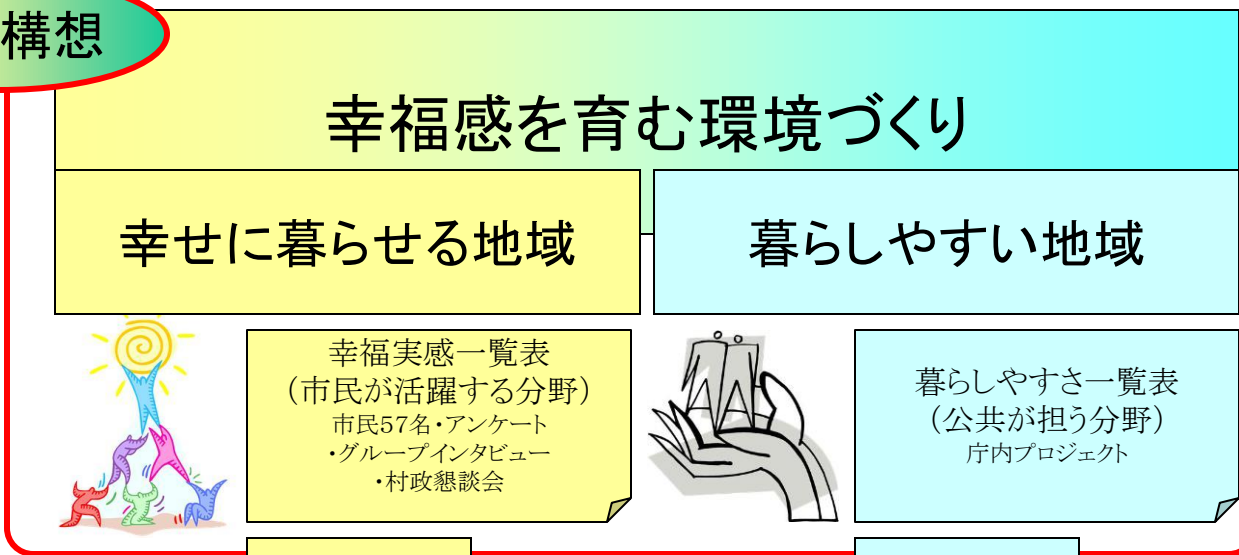 構想
幸福感を育む環境づくり
幸せに暮らせる地域
暮らしやすい地域
幸福実感一覧表
（市民が活躍する分野）
市民57名・アンケート
・グループインタビュー
・村政懇談会
暮らしやすさ一覧表
（公共が担う分野）
庁内プロジェクト